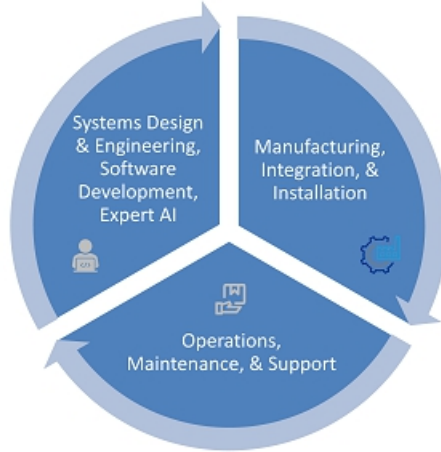 Systems Design
& Engineering,
Software
Development,
Expert AI
Manufacturing,
Integration, &
Installation
Operations,
Maintenance, & Support